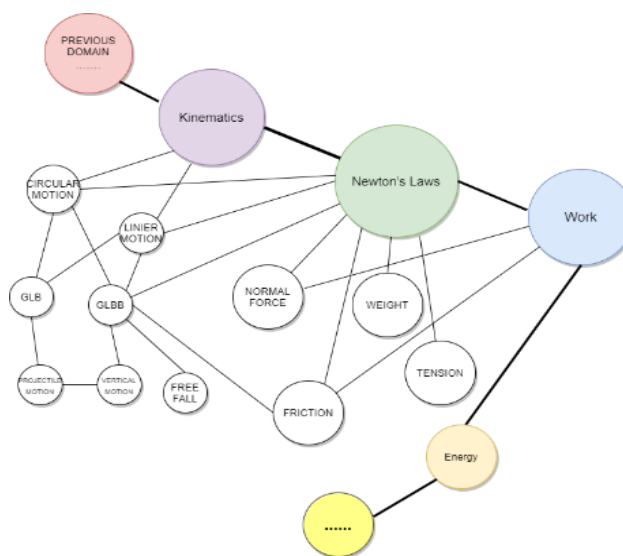 PREVIOUS
DOMAIN
.......
Kinematics
Newton's Laws
Work
CIRCULAR
MOTION
LINIER
MOTION
GLB
GLBB
NORMAL
FORCE
WEIGHT
PROJECTILE
MOTION
VERTICAL
MOTION
FREE
FALL
TENSION
FRICTION
Energy
......